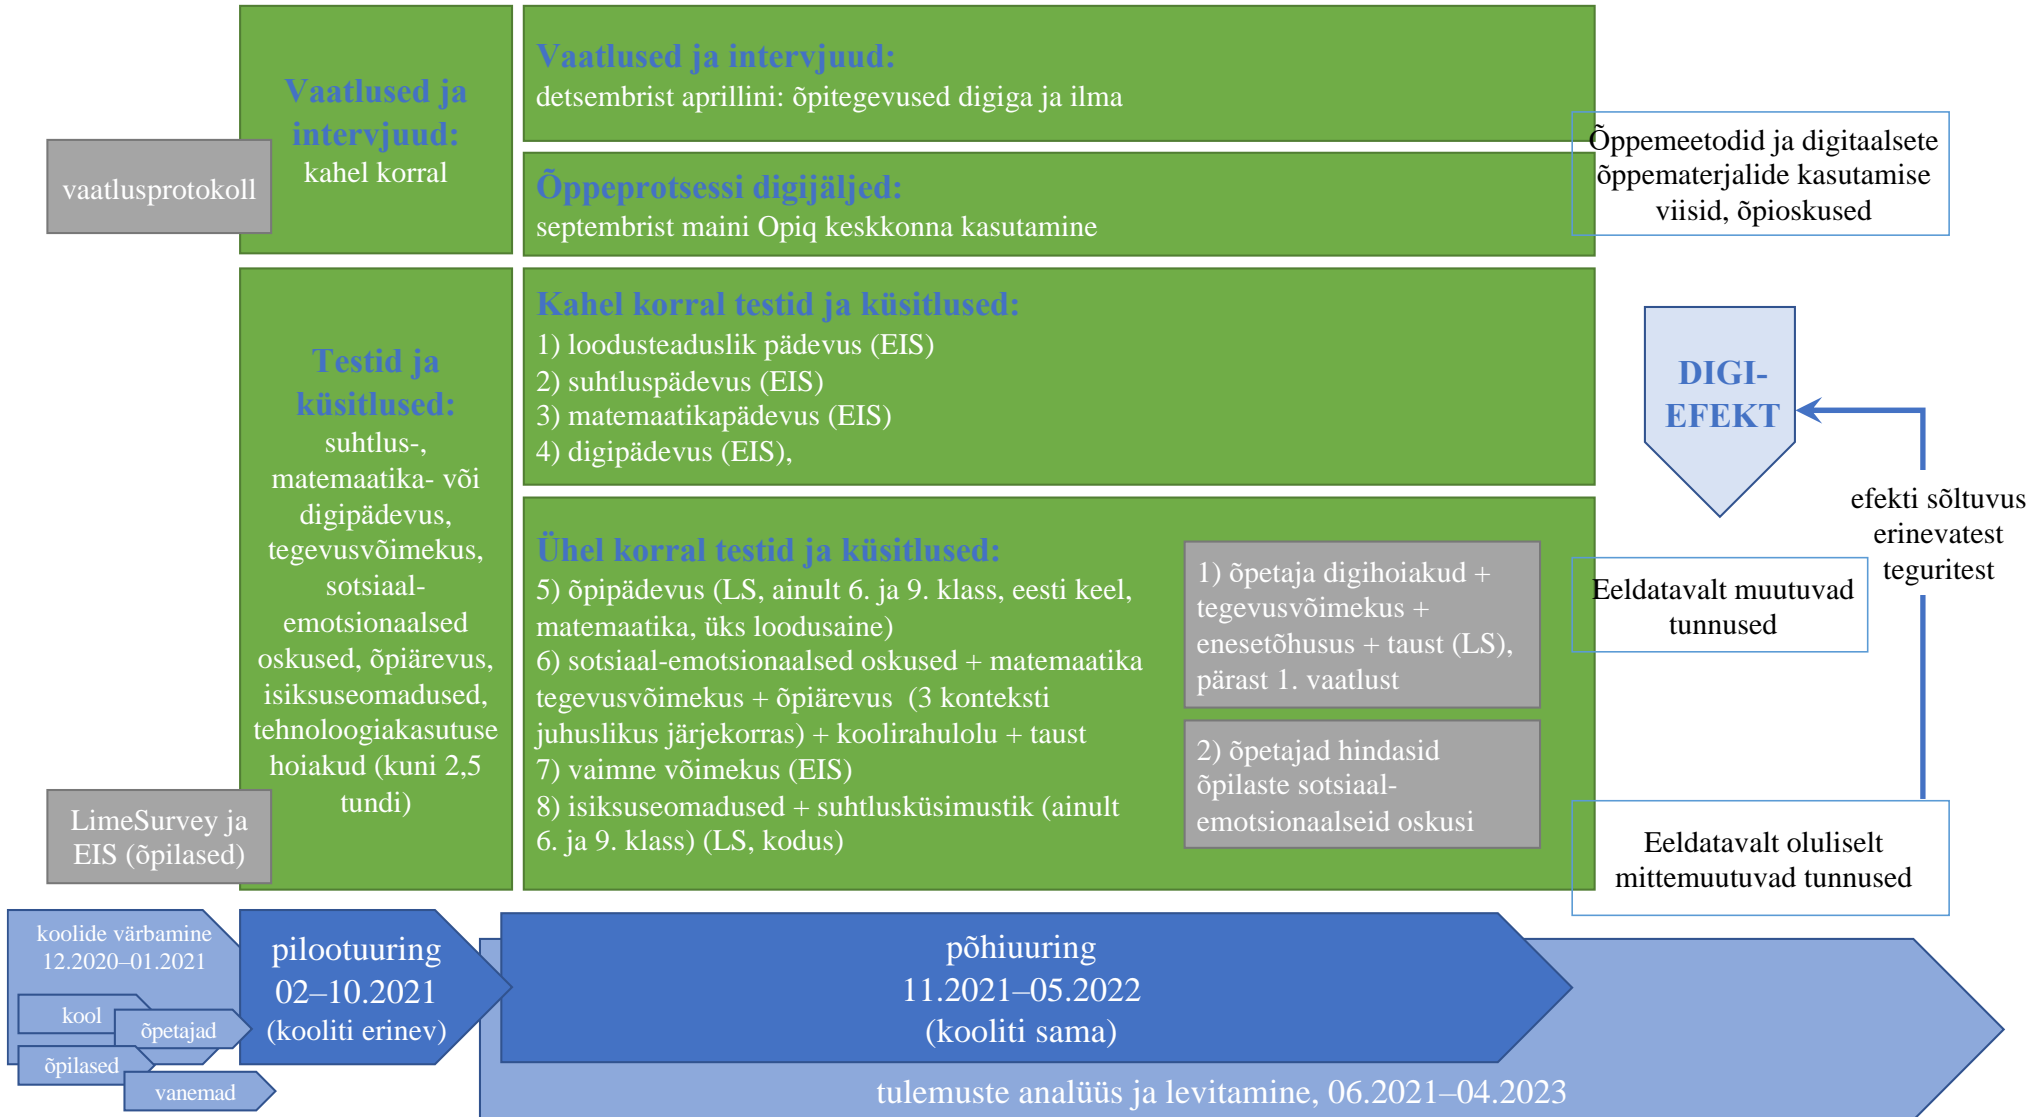 Vaatlused ja
intervjuud:
kahel korral
vaatlusprotokoll
Vaatlused ja intervjuud:
detsembrist aprillini: õpitegevused digiga ja ilma
Õppeprotsessi digijäljed:
septembrist maini Opiq keskkonna kasutamine
Õppemeetodid ja digitaalsete
õppematerjalide kasutamise
viisid, õpioskused
Testid ja
küsitlused:
suhtlus-,
matemaatika- või
digipädevus,
tegevusvõimekus,
sotsiaal-
emotsionaalsed
oskused, õpiärevus,
isiksuseomadused,
tehnoloogiakasutuse
hoiakud (kuni 2,5
tundi)
LimeSurvey ja
EIS (õpilased)
Kahel korral testid ja küsitlused:
1) loodusteaduslik pädevus (EIS)
2) suhtluspädevus (EIS)
3) matemaatikapädevus (EIS)
4) digipädevus (EIS),
Ühel korral testid ja küsitlused:
5) õpipädevus (LS, ainult 6. ja 9. klass, eesti keel,
matemaatika, üks loodusaine)
6) sotsiaal-emotsionaalsed oskused + matemaatika
tegevusvõimekus + õpiärevus (3 konteksti
juhuslikus järjekorras) + koolirahulolu + taust
7) vaimne võimekus (EIS)
8) isiksuseomadused + suhtlusküsimustik (ainult
6. ja 9. klass) (LS, kodus)
1) õpetaja digihoiakud +
tegevusvõimekus +
enesetõhusus + taust (LS),
pärast 1. vaatlust
2) õpetajad hindasid
õpilaste sotsiaal-
emotsionaalseid oskusi
DIGI-
EFEKT
efekti sõltuvus
erinevatest
teguritest
Eeldatavalt muutuvad
tunnused
Eeldatavalt oluliselt
mittemuutuvad tunnused
koolide värbamine
12.2020–01.2021
kool
õpetajad
õpilased
vanemad
pilootuuring
02–10.2021
(kooliti erinev)
põhiuuring
11.2021–05.2022
(kooliti sama)
tulemuste analüüs ja levitamine, 06.2021–04.2023